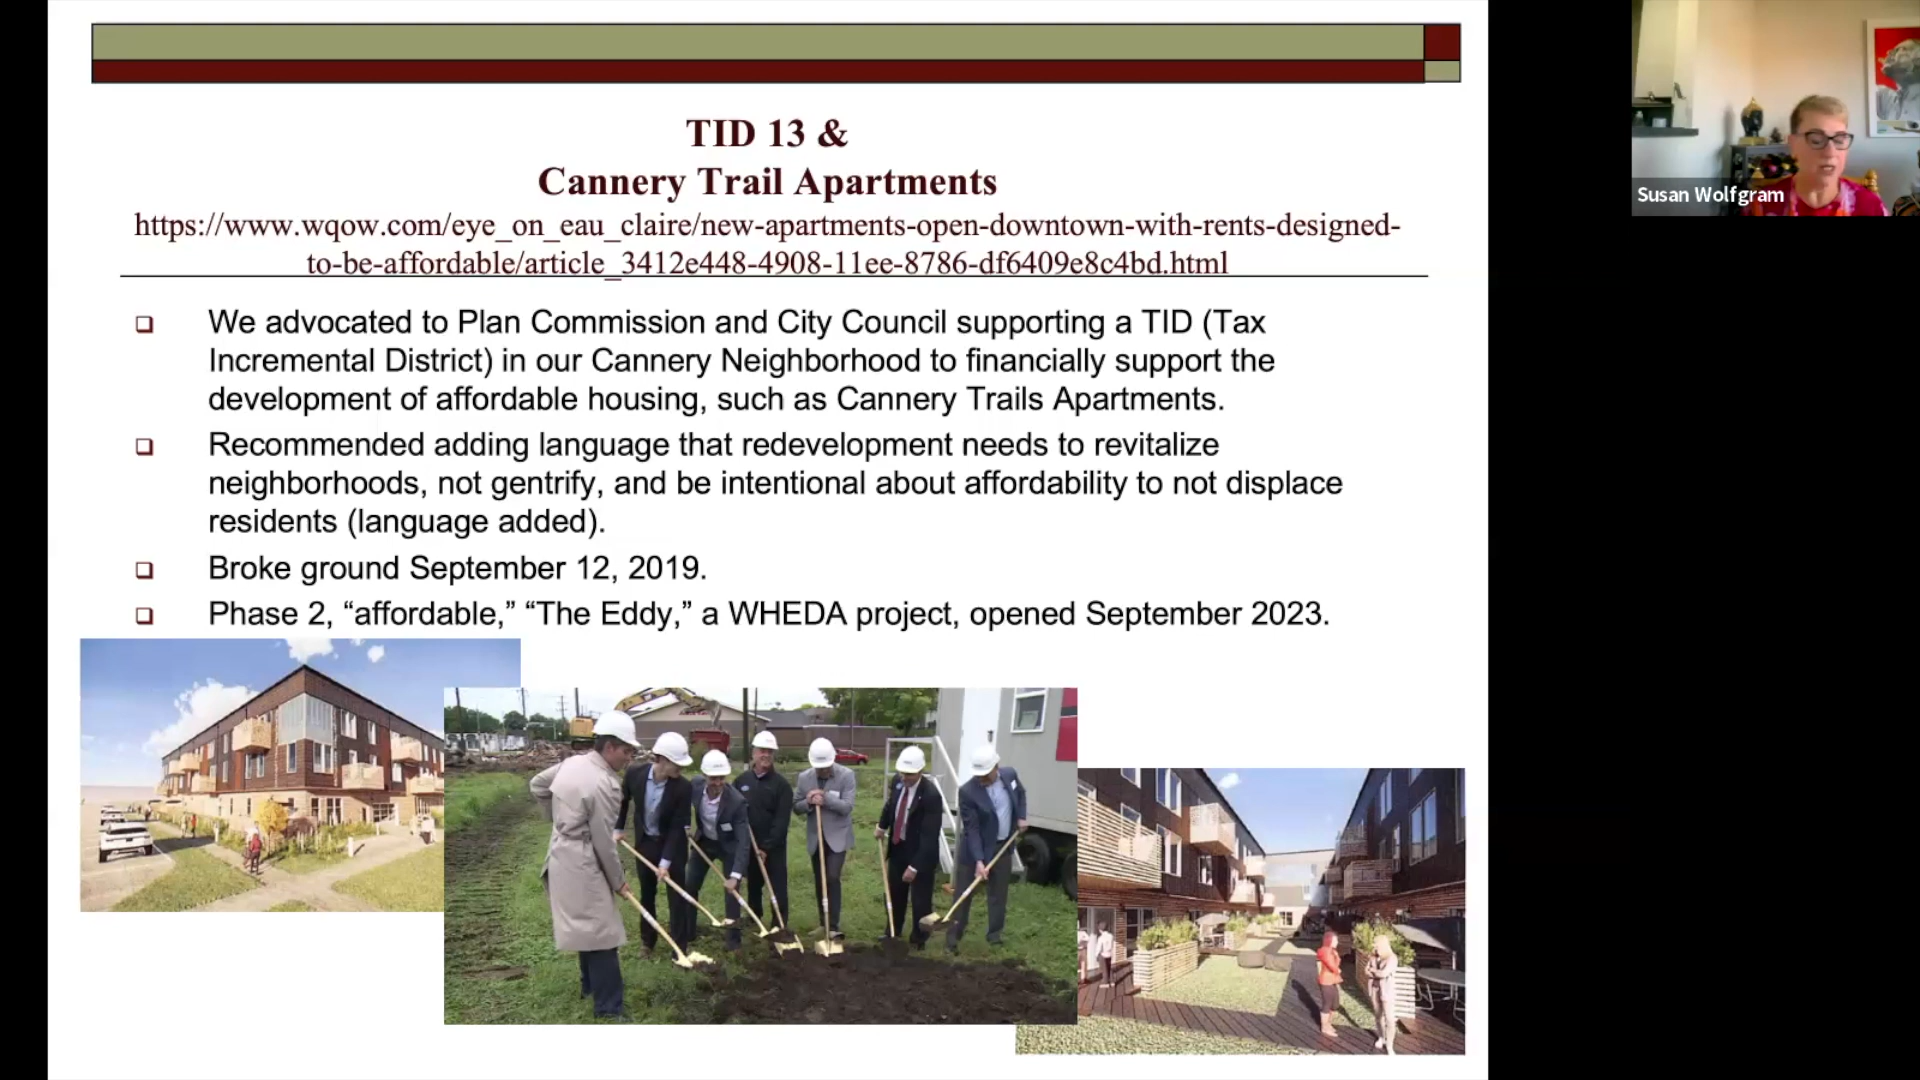 TID 13 &
Cannery Trail Apartments
https://www.wqow.com/eye_on_eau_claire/new-apartments-open-downtown-with-rents-designed-
to-be-affordable/article_3412e448-4908-11ee-8786-df6409e8c4bd.html
We advocated to Plan Commission and City Council supporting a TID (Tax
Incremental District) in our Cannery Neighborhood to financially support the
development of affordable housing, such as Cannery Trails Apartments.
Recommended adding language that redevelopment needs to revitalize
neighborhoods, not gentrify, and be intentional about affordability to not displace
residents (language added).
Broke ground September 12, 2019.
Phase 2, “affordable,” “The Eddy,” a WHEDA project, opened September 2023.
Susan Wolfgram